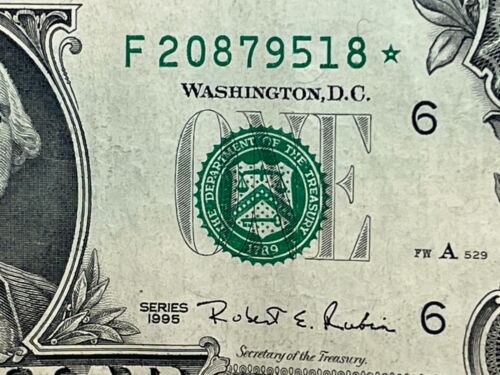 F 20879518 ☆
WASHINGTON, D.C.
6
ONE
THE DEPARTMENT OF THE TREASURY
1789
FW A 529
SERIES
1995
Robert E. Rubin
6
Secretary of the Treasury.